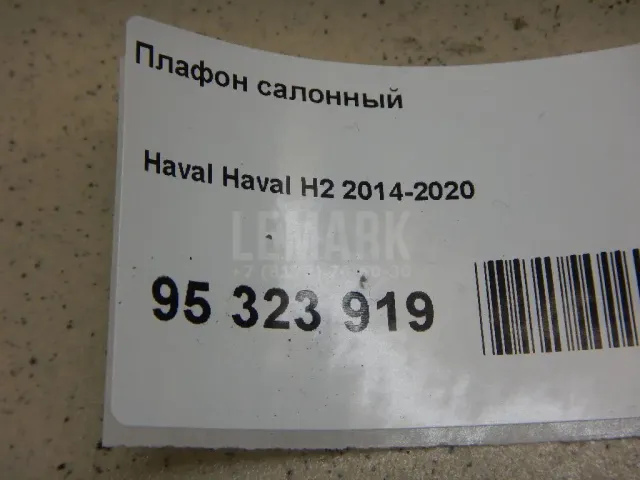 Плафон салонный
Haval Haval H2 2014-2020
LEMARK
95 323 919